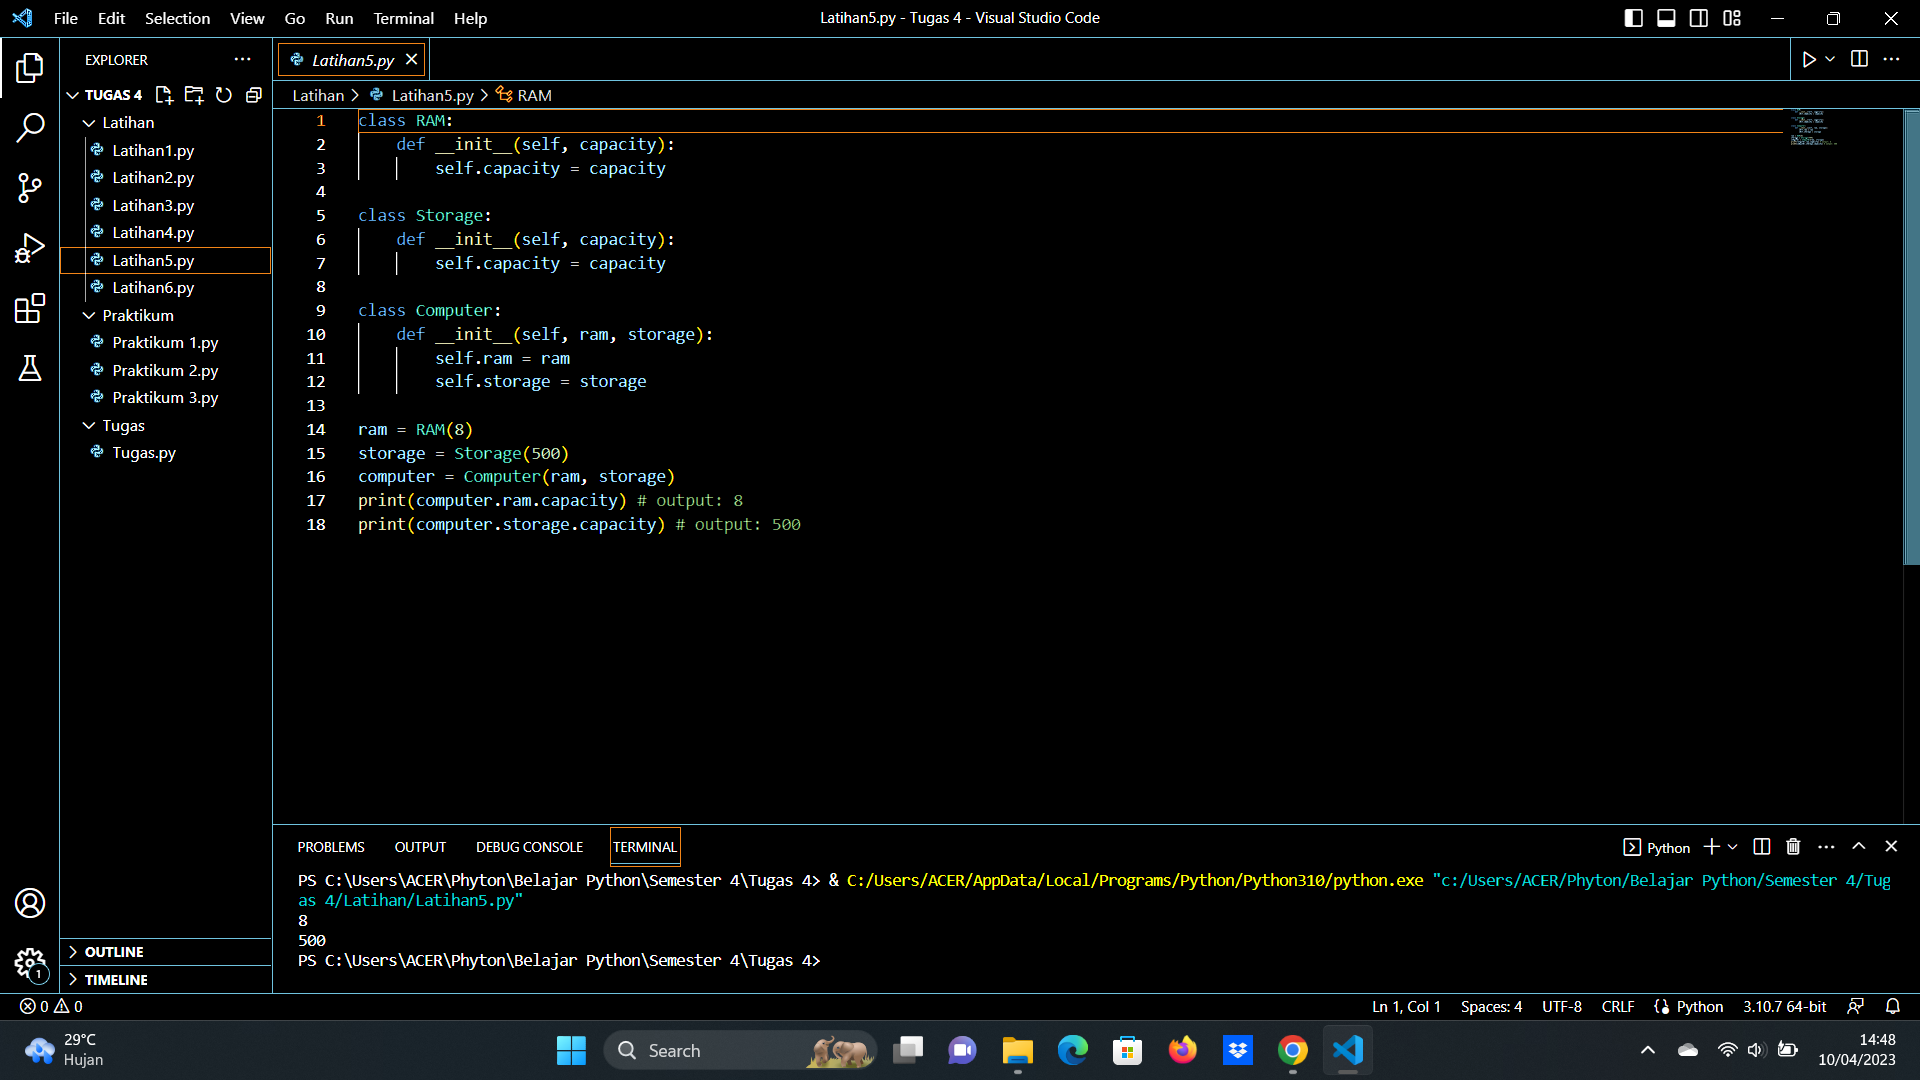 File Edit Selection View Go Run Terminal Help
Latihan5.py - Tugas 4 - Visual Studio Code
EXPLORER
TUGAS 4
Latihan
Latihan1.py
Latihan2.py
Latihan3.py
Latihan4.py
Latihan5.py
Latihan6.py
Praktikum
Praktikum 1.py
Praktikum 2.py
Praktikum 3.py
Tugas
Tugas.py
OUTLINE
TIMELINE
Latihan5.py
Latihan > Latihan5.py > RAM
1 class RAM:
2     def __init__(self, capacity):
3         self.capacity = capacity
4
5 class Storage:
6     def __init__(self, capacity):
7         self.capacity = capacity
8
9 class Computer:
10     def __init__(self, ram, storage):
11         self.ram = ram
12         self.storage = storage
13
14 ram = RAM(8)
15 storage = Storage(500)
16 computer = Computer(ram, storage)
17 print(computer.ram.capacity) # output: 8
18 print(computer.storage.capacity) # output: 500
PROBLEMS OUTPUT DEBUG CONSOLE TERMINAL
Python
PS C:\Users\ACER\Phyton\Belajar Python\Semester 4\Tugas 4> & C:/Users/ACER/AppData/Local/Programs/Python/Python310/python.exe "c:/Users/ACER/Phyton/Belajar Python/Semester 4/Tug
as 4/Latihan/Latihan5.py"
8
500
PS C:\Users\ACER\Phyton\Belajar Python\Semester 4\Tugas 4>
1
0 0
Ln 1, Col 1 Spaces: 4 UTF-8 CRLF Python 3.10.7 64-bit
29°C
Hujan
Search
14:48
10/04/2023